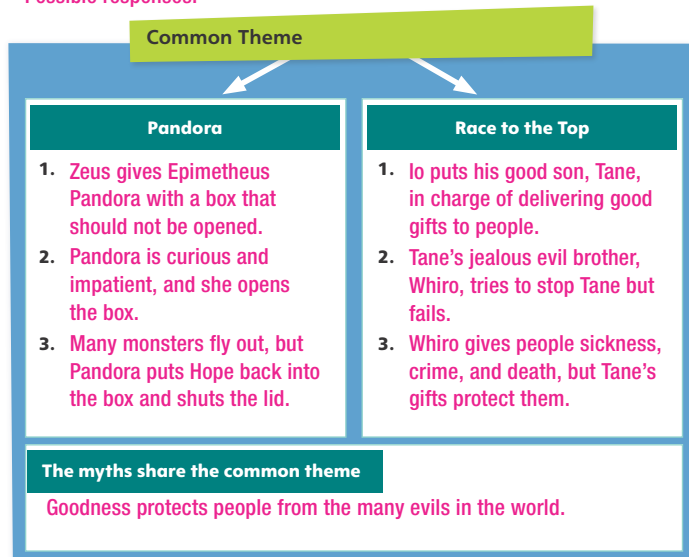 Possible responses:
Common Theme
Pandora
1. Zeus gives Epimetheus
Pandora with a box that
should not be opened.
2. Pandora is curious and
impatient, and she opens
the box.
3. Many monsters fly out, but
Pandora puts Hope back into
the box and shuts the lid.
Race to the Top
1. Io puts his good son, Tane,
in charge of delivering good
gifts to people.
2. Tane's jealous evil brother,
Whiro, tries to stop Tane but
fails.
3. Whiro gives people sickness,
crime, and death, but Tane's
gifts protect them.
The myths share the common theme
Goodness protects people from the many evils in the world.